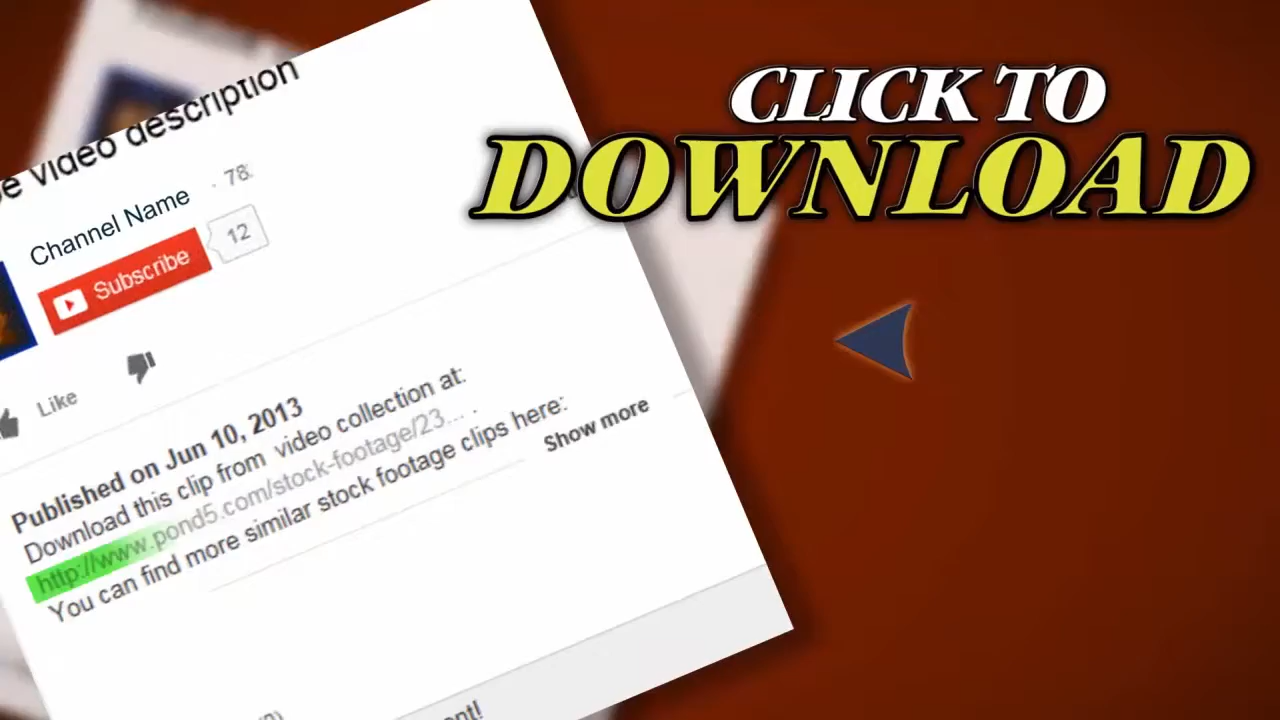 CLICK TO
DOWNLOAD
video description
Channel Name
Subscribe
12
Like
Published on Jun 10, 2013
Download this clip from video collection at:
http://www.pond5.com/stock-footage/23... .
You can find more similar stock footage clips here:
Show more